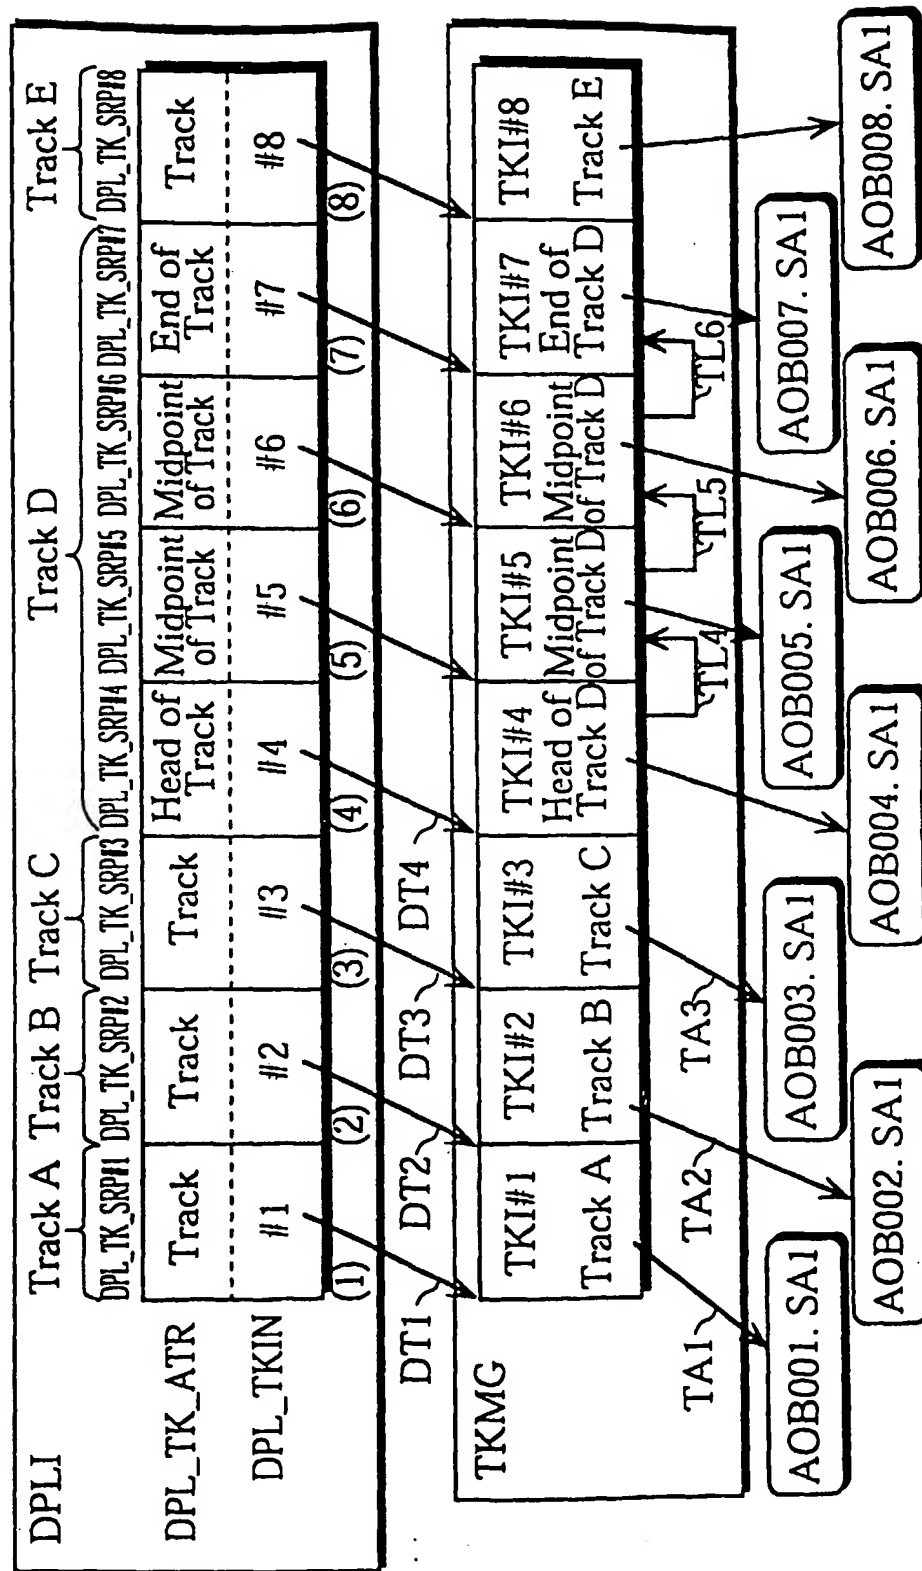 DPLI
Track A Track B Track C Track D Track E
DPL_TK_SRP#1 DPL_TK_SRP#2 DPL_TK_SRP#3 DPL_TK_SRP#4 DPL_TK_SRP#5 DPL_TK_SRP#6 DPL_TK_SRP#7 DPL_TK_SRP#8
DPL_TK_ATR
Track Track Track Head of Track Midpoint of Track Midpoint of Track End of Track Track
DPL_TKIN
#1 #2 #3 #4 #5 #6 #7 #8
(1) (2) (3) (4) (5) (6) (7) (8)
DT1 DT2 DT3 DT4
TKMG
TKI#1 TKI#2 TKI#3 TKI#4 TKI#5 TKI#6 TKI#7 TKI#8
Track A Track B Track C Head of Track D Midpoint of Track D Midpoint of Track D End of Track D Track E
TL4 TL5 TL6
TA1 TA2 TA3
AOB001. SA1 AOB003. SA1 AOB005. SA1 AOB007. SA1
AOB002. SA1 AOB004. SA1 AOB006. SA1 AOB008. SA1